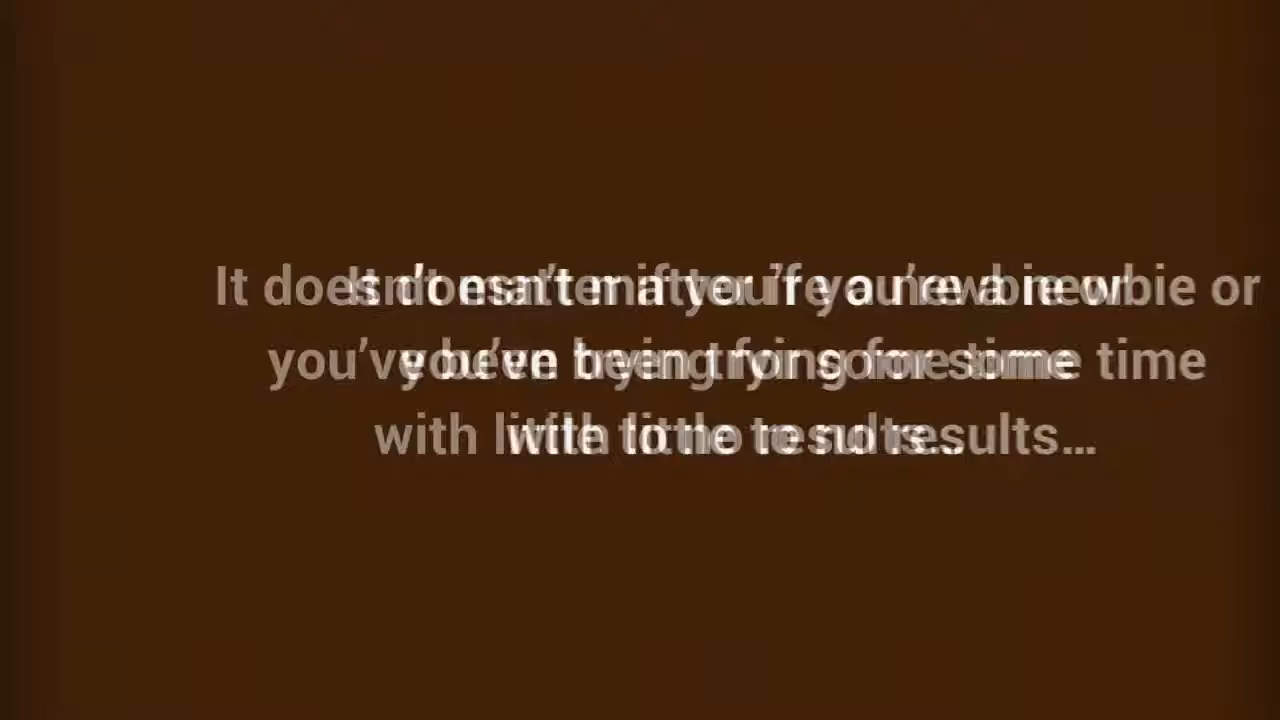 It doesn’t matter if you’re a newbie or
you’ve been trying for some time
with little to no results…